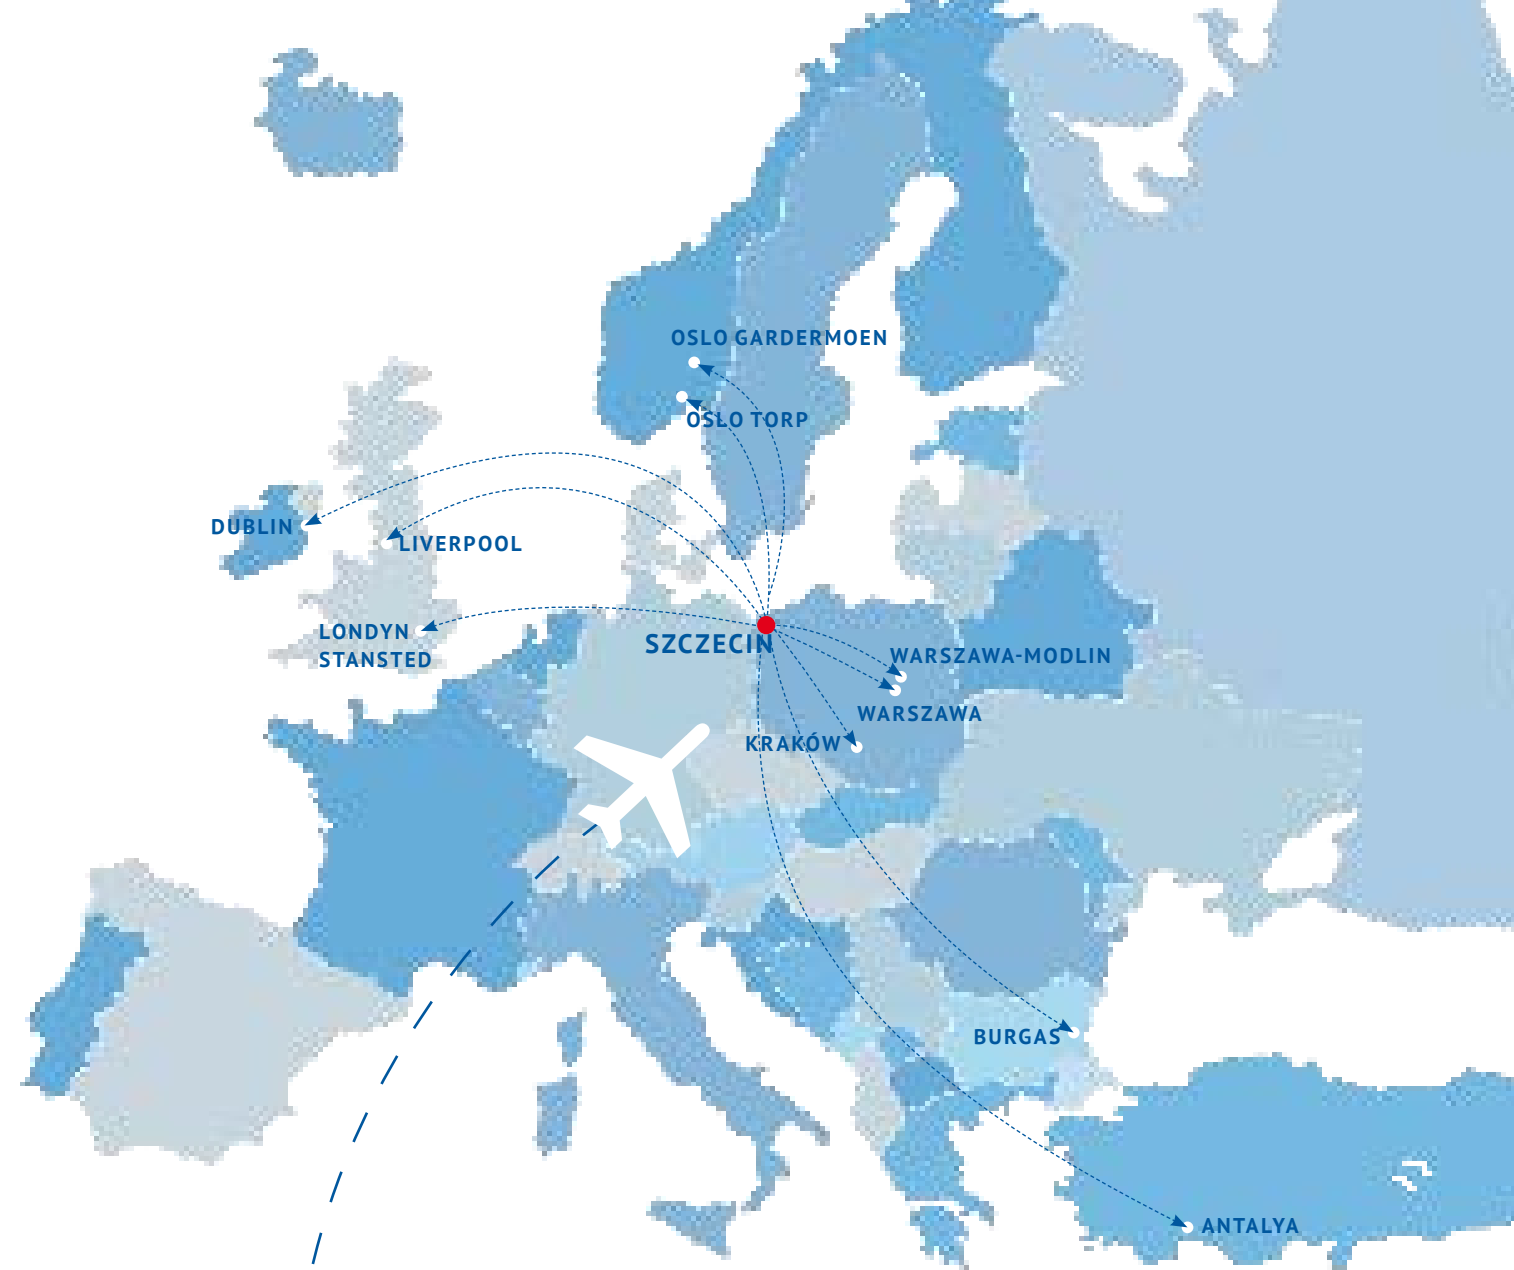 OSLO GARDERMOEN
OSLO TORP
DUBLIN
LIVERPOOL
LONDYN
STANSTED
SZCZECIN
WARSZAWA-MODLIN
WARSZAWA
KRAKÓW
BURGAS
ANTALYA